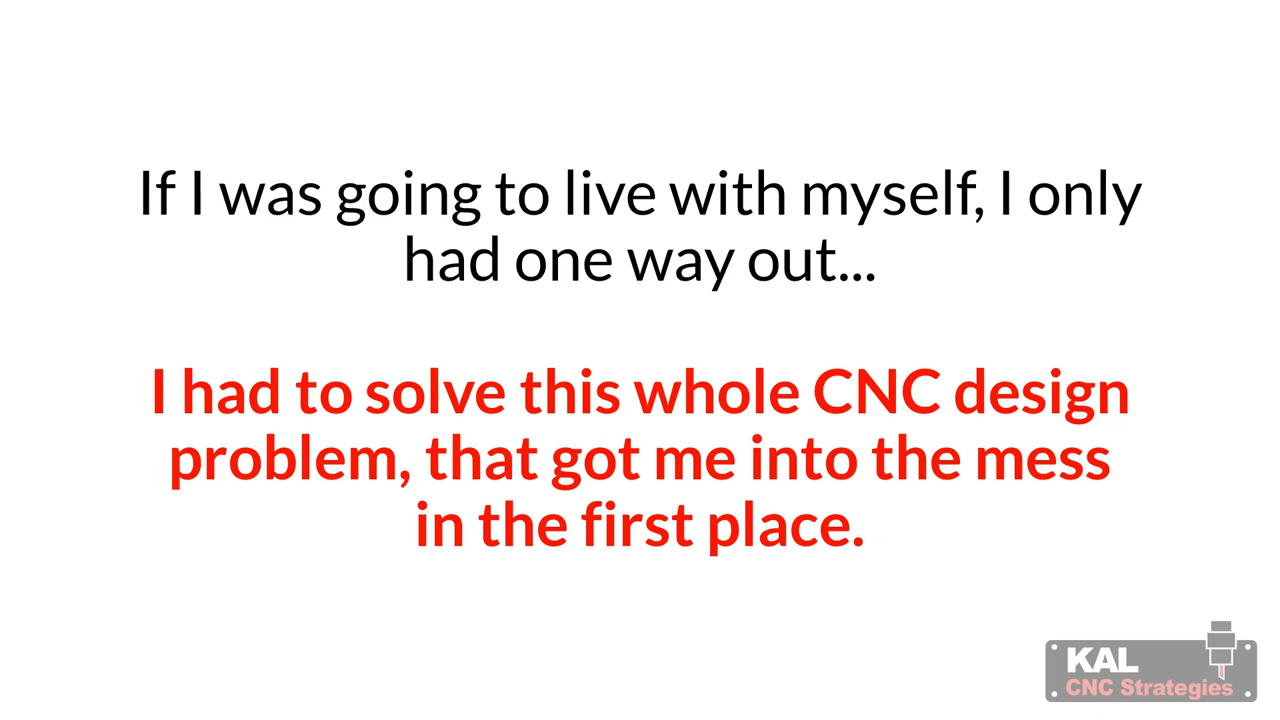 If I was going to live with myself, I only
had one way out...
I had to solve this whole CNC design
problem, that got me into the mess
in the first place.
KAL
CNC Strategies